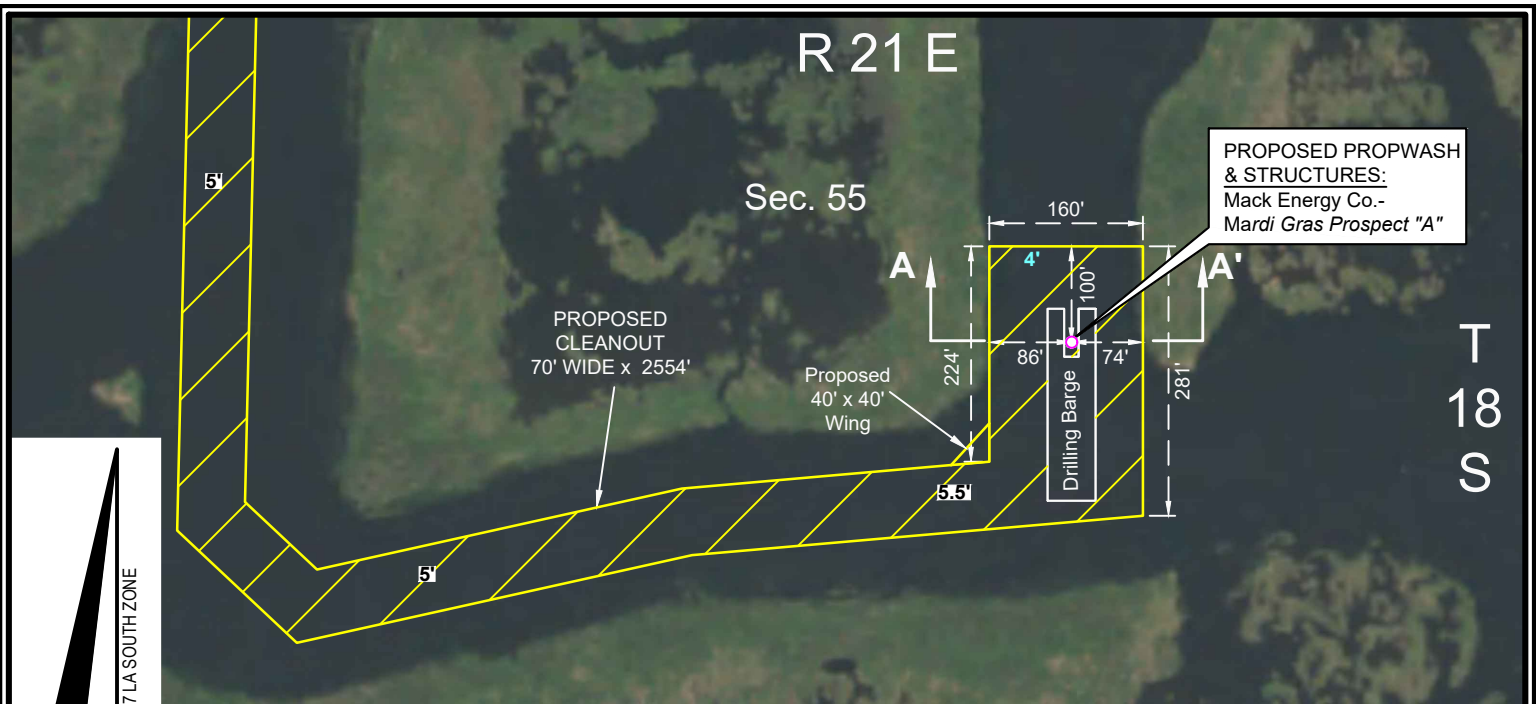 R 21 E
PROPOSED PROPWASH
& STRUCTURES:
Mack Energy Co.-
Mardi Gras Prospect "A"
5'
Sec. 55
160'
A
4'
100'
A'
PROPOSED
CLEANOUT
70' WIDE x 2554'
224'
86'
74'
281'
Proposed
40' x 40'
Wing
Drilling Barge
T
18
S
5.5'
5'
7 LA SOUTH ZONE